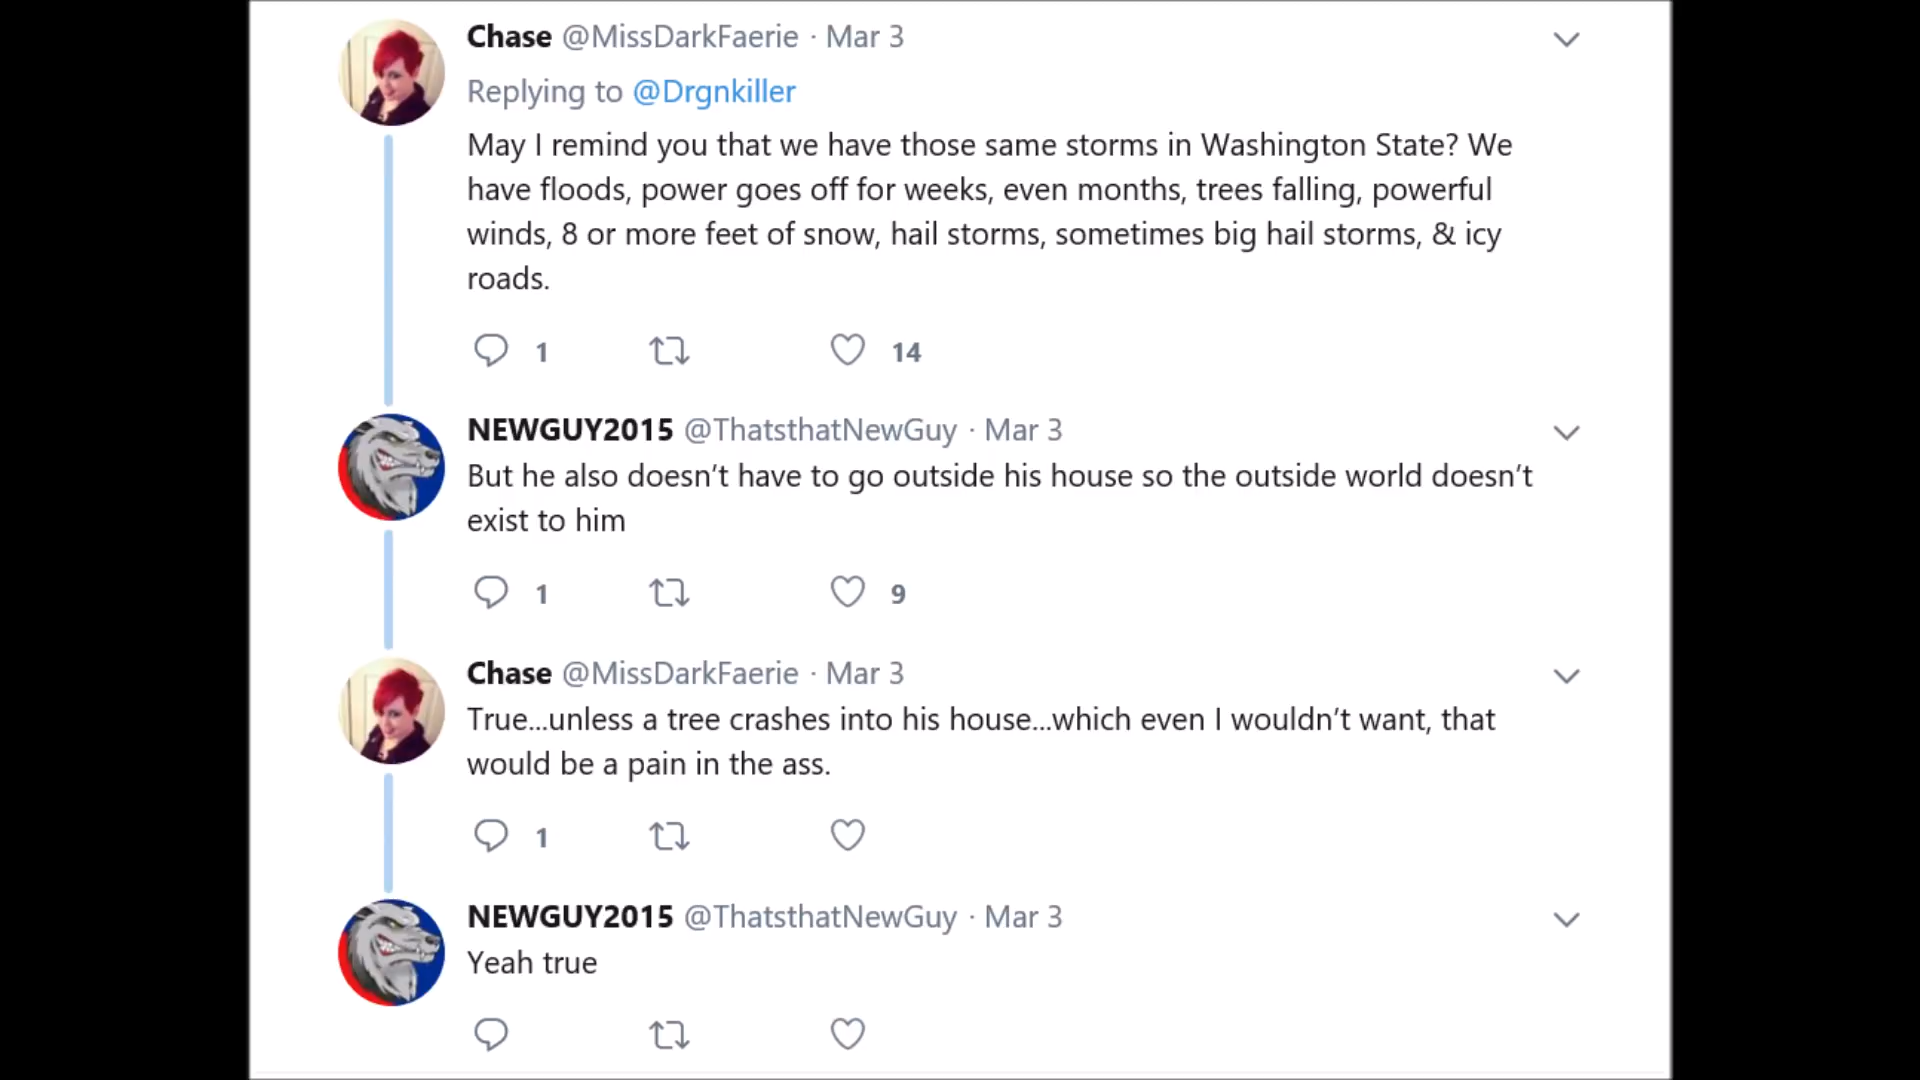 Chase @MissDarkFaerie · Mar 3
Replying to @Drgnkiller
May I remind you that we have those same storms in Washington State? We
have floods, power goes off for weeks, even months, trees falling, powerful
winds, 8 or more feet of snow, hail storms, sometimes big hail storms, & icy
roads.
1 14
NEWGUY2015 @ThatsthatNewGuy · Mar 3
But he also doesn’t have to go outside his house so the outside world doesn’t
exist to him
1 9
Chase @MissDarkFaerie · Mar 3
True...unless a tree crashes into his house...which even I wouldn’t want, that
would be a pain in the ass.
1
NEWGUY2015 @ThatsthatNewGuy · Mar 3
Yeah true